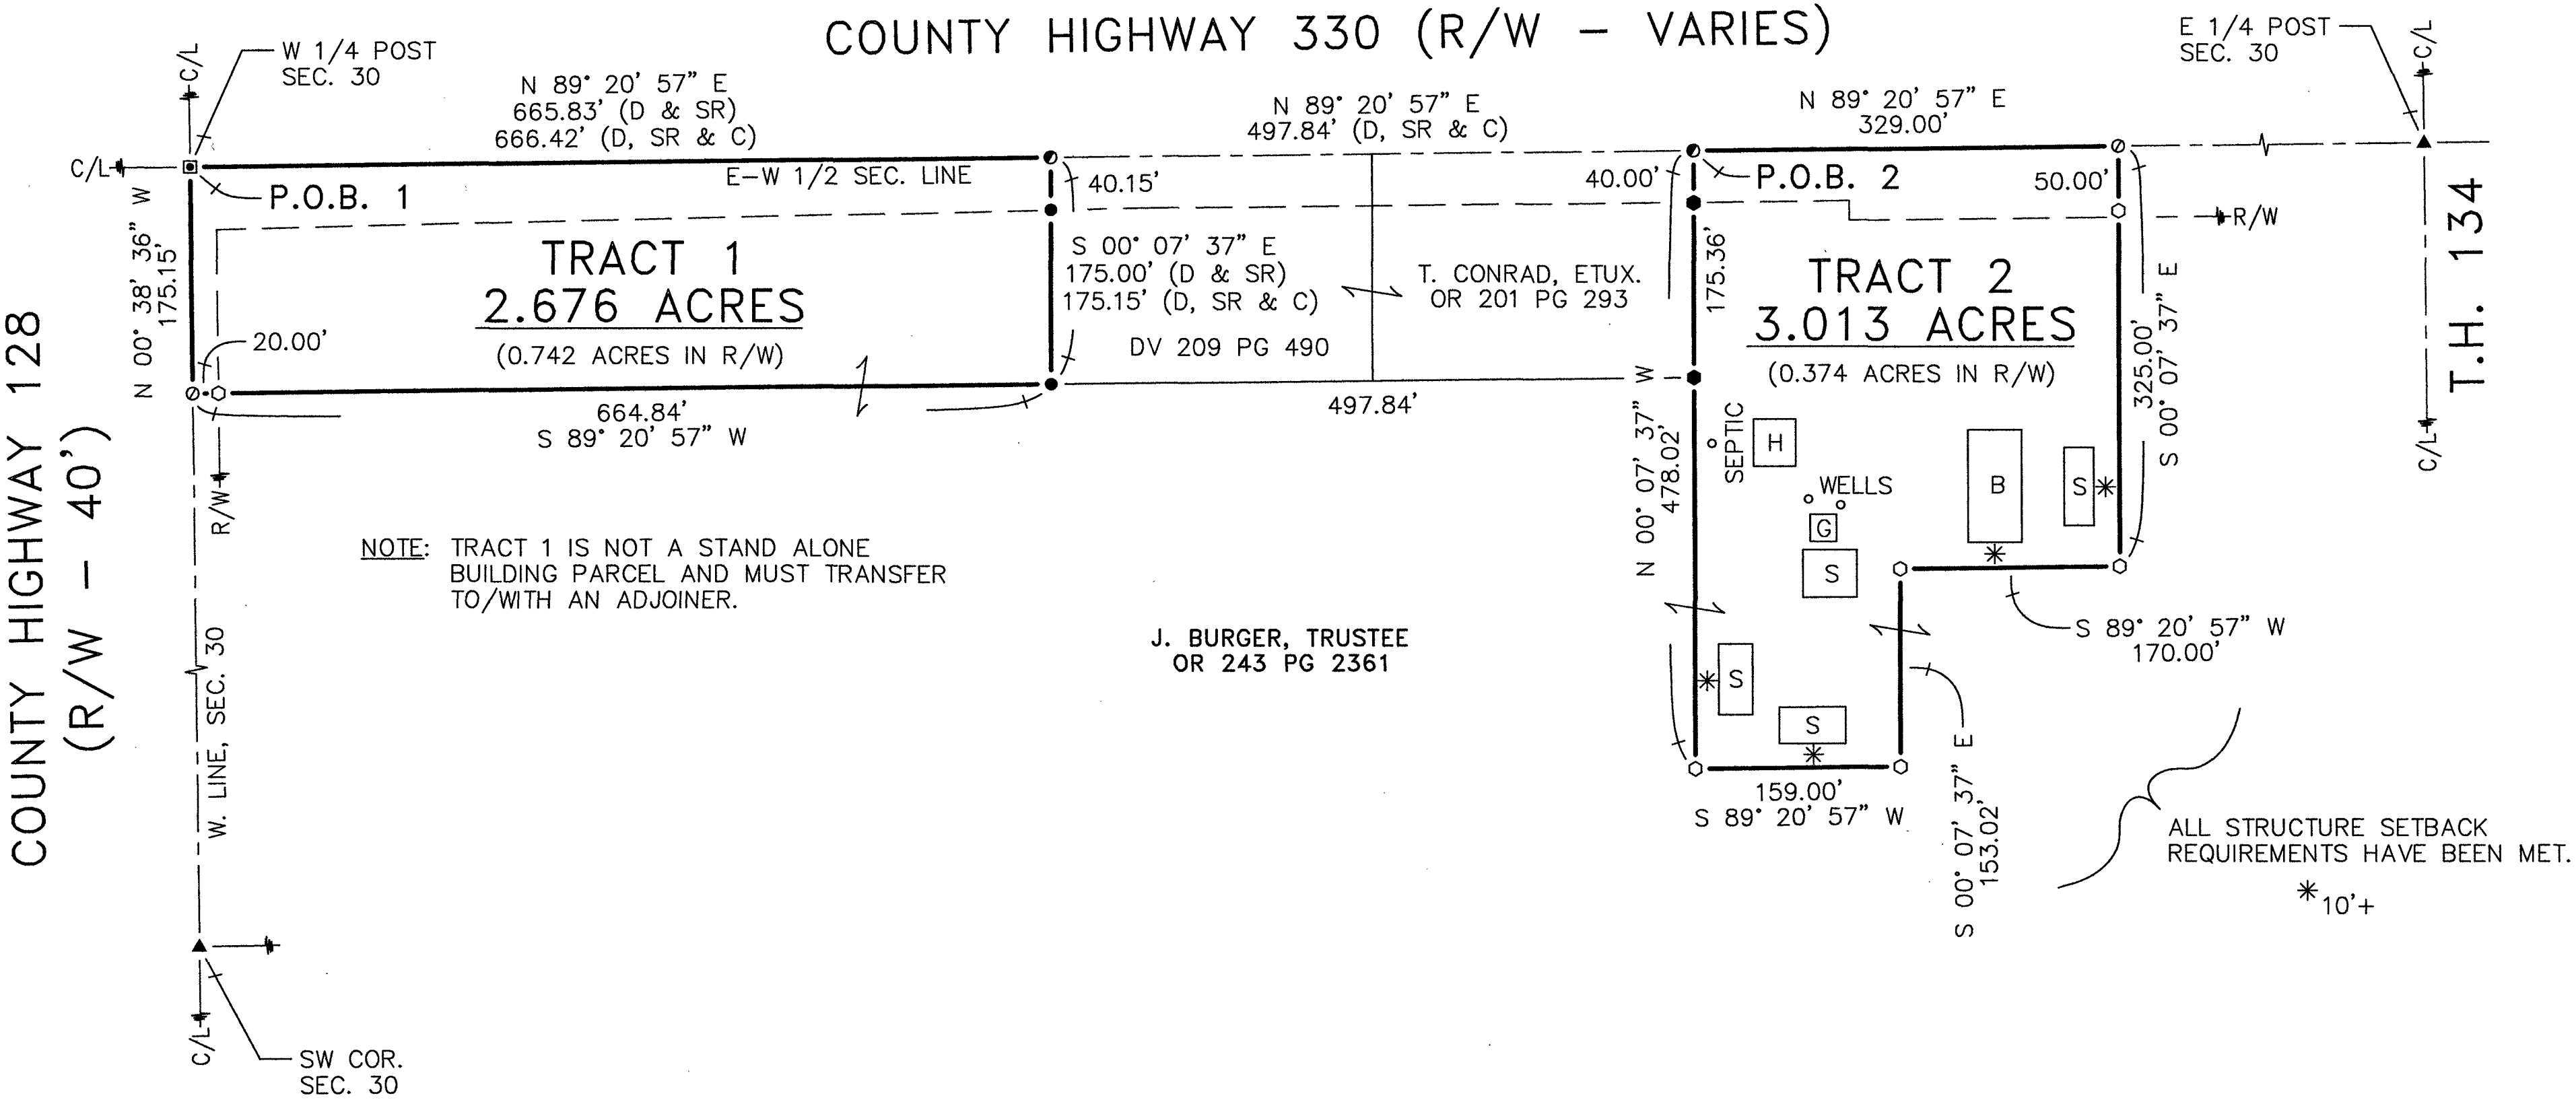 COUNTY HIGHWAY 330 (R/W - VARIES)
W 1/4 POST
SEC. 30
E 1/4 POST
SEC. 30
C/L
C/L
C/L
N 89° 20' 57" E
665.83' (D & SR)
666.42' (D, SR & C)
N 89° 20' 57" E
497.84' (D, SR & C)
N 89° 20' 57" E
329.00'
E-W 1/2 SEC. LINE
P.O.B. 1
40.15'
40.00'
P.O.B. 2
50.00'
R/W
N 00° 38' 36" W
175.15'
TRACT 1
2.676 ACRES
(0.742 ACRES IN R/W)
20.00'
S 00° 07' 37" E
175.00' (D & SR)
175.15' (D, SR & C)
DV 209 PG 490
T. CONRAD, ETUX.
OR 201 PG 293
175.36'
TRACT 2
3.013 ACRES
(0.374 ACRES IN R/W)
325.00'
S 00° 07' 37" E
T.H. 134
C/L
664.84'
S 89° 20' 57" W
497.84'
COUNTY HIGHWAY 128
(R/W - 40')
R/W
N 00° 07' 37" W
478.02'
SEPTIC
H
WELLS
G
B
S
S
NOTE: TRACT 1 IS NOT A STAND ALONE
BUILDING PARCEL AND MUST TRANSFER
TO/WITH AN ADJOINER.
J. BURGER, TRUSTEE
OR 243 PG 2361
S 89° 20' 57" W
170.00'
W. LINE, SEC. 30
S
S
159.00'
S 89° 20' 57" W
S 00° 07' 37" E
153.02'
ALL STRUCTURE SETBACK
REQUIREMENTS HAVE BEEN MET.
* 10'+
C/L
SW COR.
SEC. 30